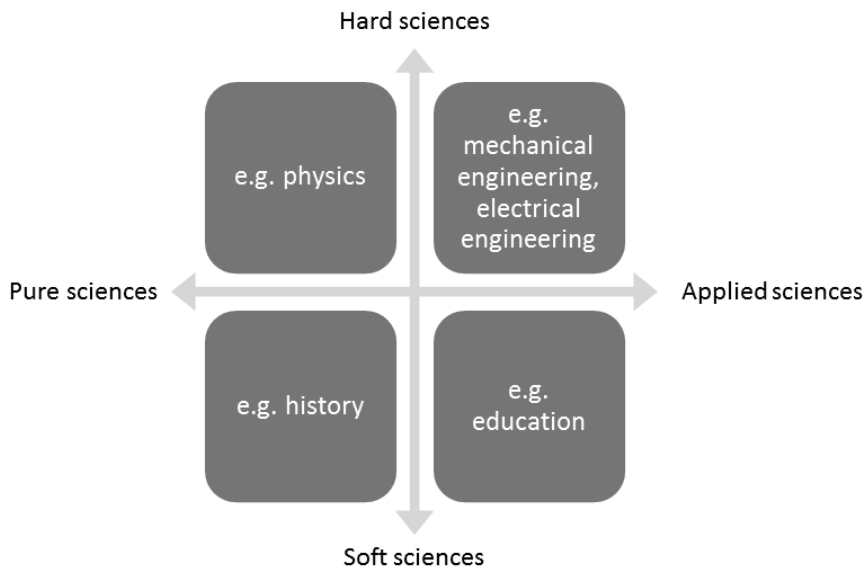 Hard sciences
e.g. physics
e.g.
mechanical
engineering,
electrical
engineering
Pure sciences
Applied sciences
e.g. history
e.g.
education
Soft sciences